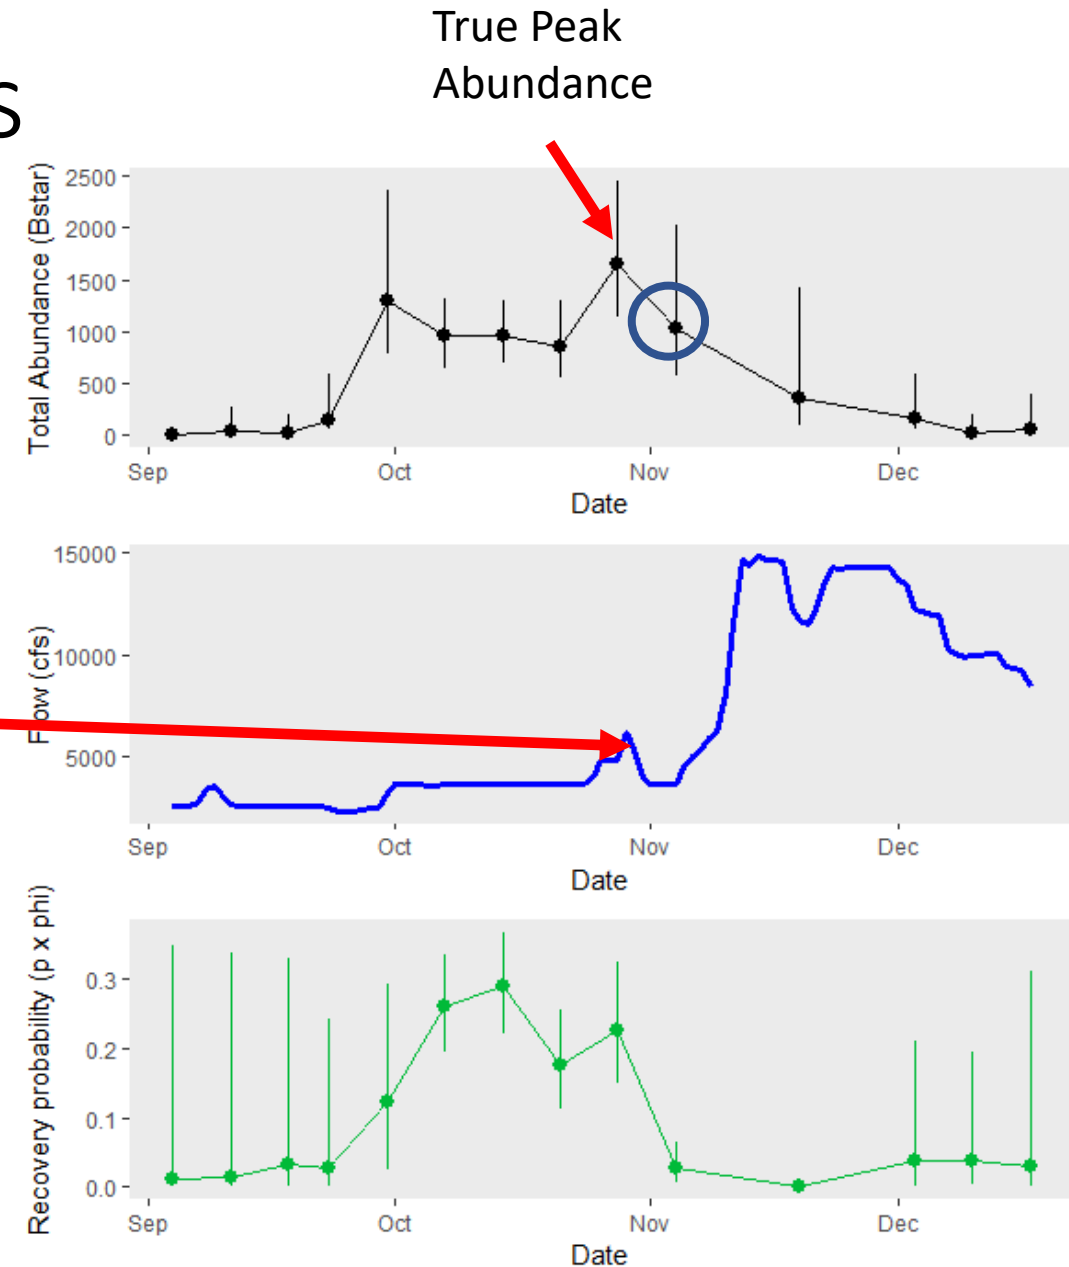 True Peak
Abundance
s
Total Abundance (Bstar)
2500
2000
1500
1000
500
0
Sep Oct Nov Dec
Date
Flow (cfs)
15000
10000
5000
Sep Oct Nov Dec
Date
Recovery probability (p x phi)
0.3
0.2
0.1
0.0
Sep Oct Nov Dec
Date